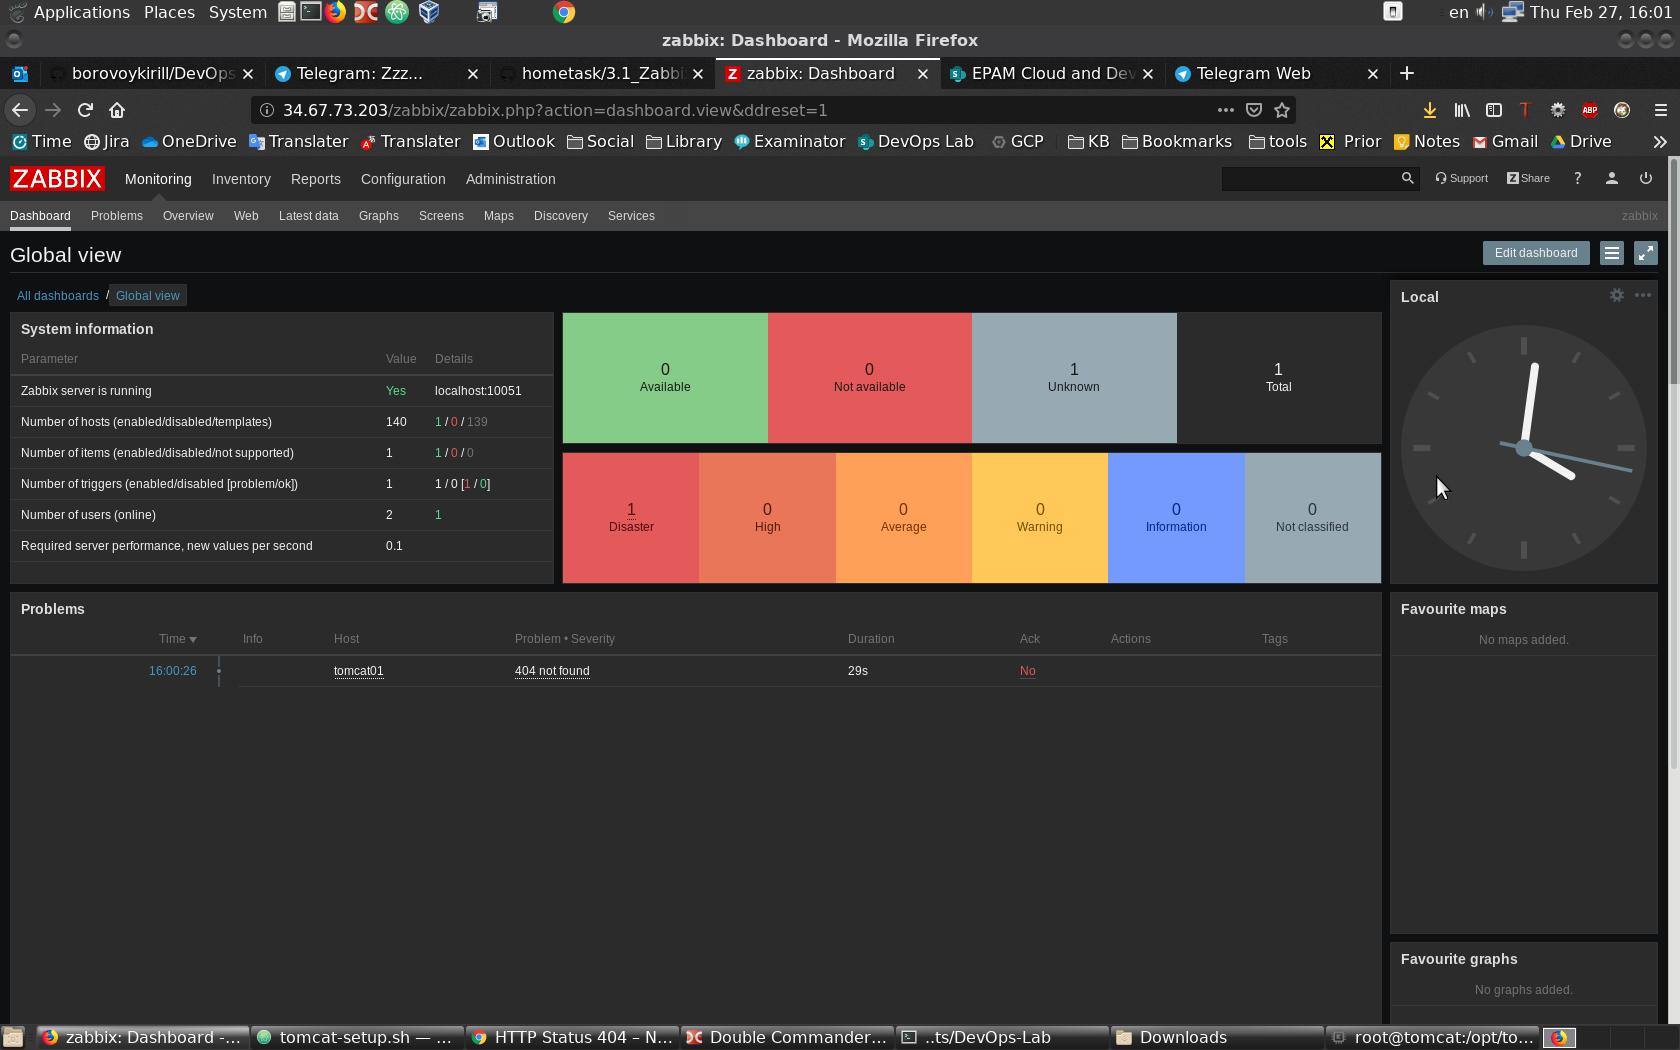 Applications Places System en Thu Feb 27, 16:01
zabbix: Dashboard - Mozilla Firefox
borovoykirill/DevOps Telegram: Zzz... hometask/3.1_Zabbi zabbix: Dashboard EPAM Cloud and Dev Telegram Web
34.67.73.203/zabbix/zabbix.php?action=dashboard.view&ddreset=1
Time Jira OneDrive Translater Translater Outlook Social Library Examinator DevOps Lab GCP KB Bookmarks tools Prior Notes Gmail Drive
ZABBIX Monitoring Inventory Reports Configuration Administration Support Z Share ?
Dashboard Problems Overview Web Latest data Graphs Screens Maps Discovery Services zabbix
Global view Edit dashboard
All dashboards / Global view
System information
Parameter Value Details
Zabbix server is running Yes localhost:10051
Number of hosts (enabled/disabled/templates) 140 1 / 0 / 139
Number of items (enabled/disabled/not supported) 1 1 / 0 / 0
Number of triggers (enabled/disabled [problem/ok]) 1 1 / 0 [1 / 0]
Number of users (online) 2 1
Required server performance, new values per second 0.1
0 0 1 1
Available Not available Unknown Total
1 0 0 0 0 0
Disaster High Average Warning Information Not classified
Local
Problems
Time Info Host Problem • Severity Duration Ack Actions Tags
16:00:26 tomcat01 404 not found 29s No
Favourite maps
No maps added.
Favourite graphs
No graphs added.
zabbix: Dashboard -... tomcat-setup.sh — ... HTTP Status 404 – N... Double Commander... ..ts/DevOps-Lab Downloads root@tomcat:/opt/to...